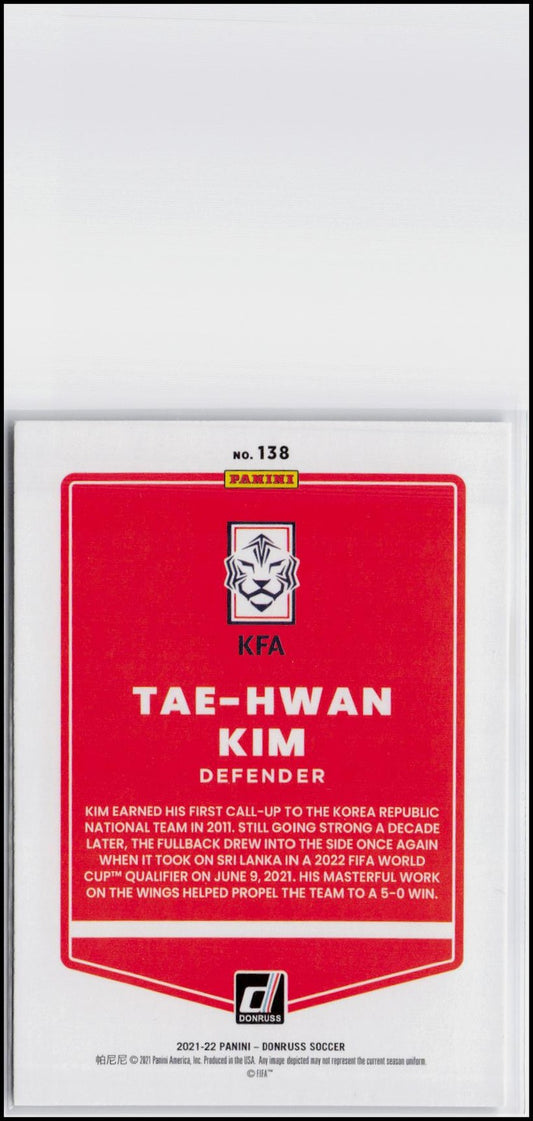 NO. 138
PANINI
KFA
TAE-HWAN
KIM
DEFENDER
KIM EARNED HIS FIRST CALL-UP TO THE KOREA REPUBLIC
NATIONAL TEAM IN 2011. STILL GOING STRONG A DECADE
LATER, THE FULLBACK DREW INTO THE SIDE ONCE AGAIN
WHEN IT TOOK ON SRI LANKA IN A 2022 FIFA WORLD
CUP™ QUALIFIER ON JUNE 9, 2021. HIS MASTERFUL WORK
ON THE WINGS HELPED PROPEL THE TEAM TO A 5-0 WIN.
d
DONRUSS
2021-22 PANINI – DONRUSS SOCCER
帕尼尼 © 2021 Panini America, Inc. Produced in the USA. Any image depicted may not represent the current season uniform.
© FIFA™